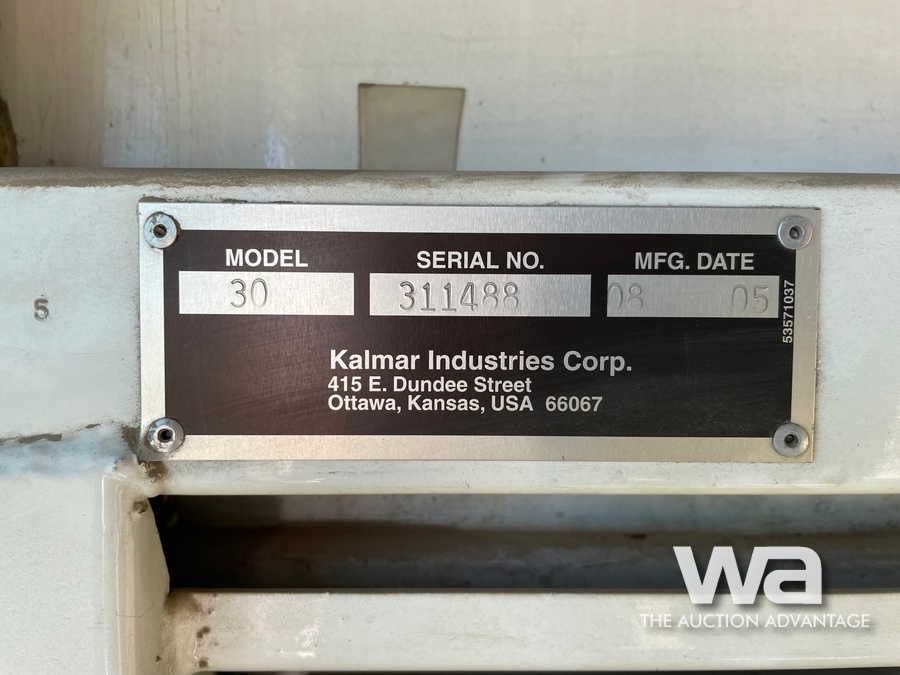 MODEL SERIAL NO. MFG. DATE
30 311488 08 05
53571037
Kalmar Industries Corp.
415 E. Dundee Street
Ottawa, Kansas, USA 66067
5
wa
THE AUCTION ADVANTAGE